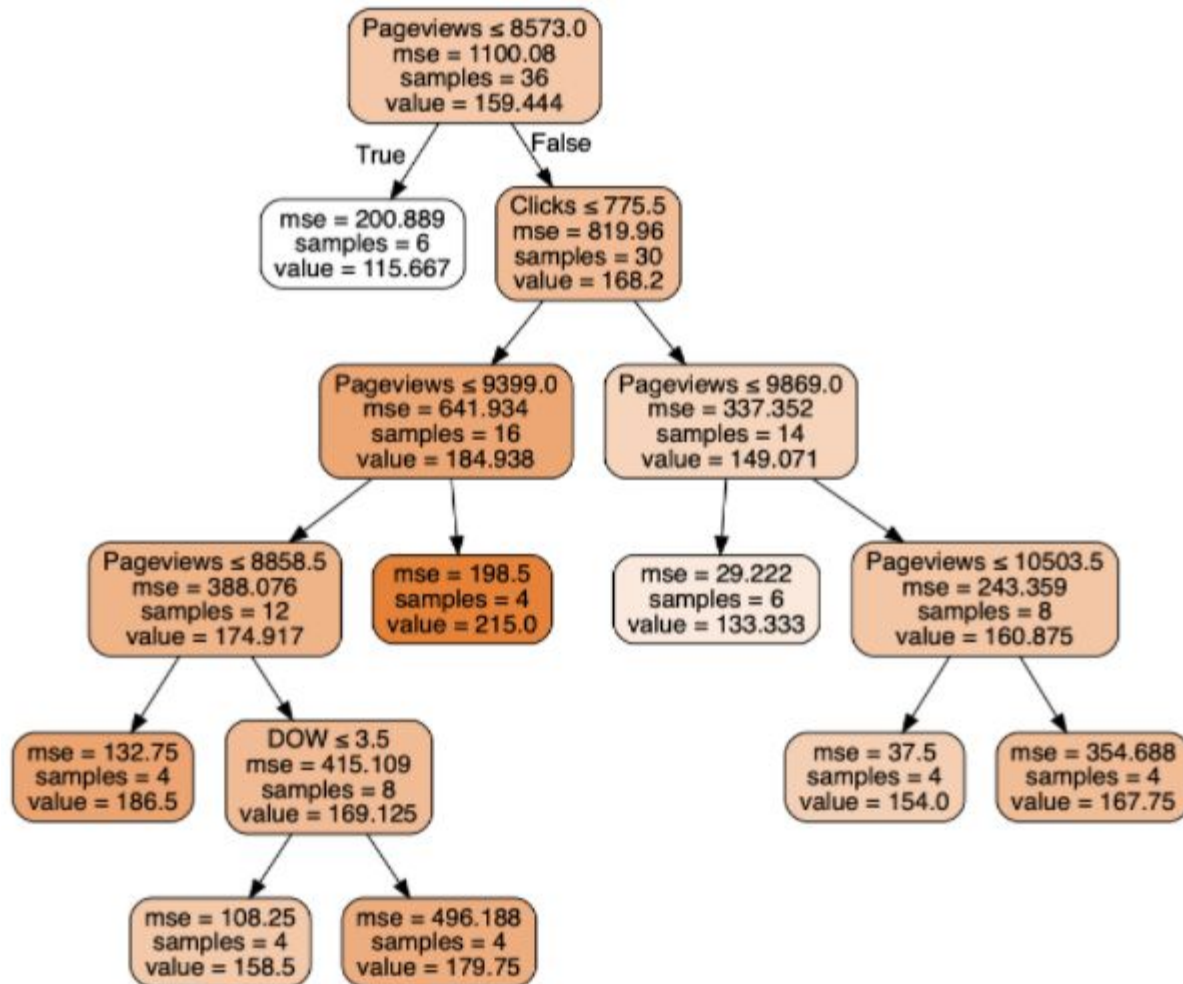 Pageviews ≤ 8573.0
mse = 1100.08
samples = 36
value = 159.444
True
False
mse = 200.889
samples = 6
value = 115.667
Clicks ≤ 775.5
mse = 819.96
samples = 30
value = 168.2
Pageviews ≤ 9399.0
mse = 641.934
samples = 16
value = 184.938
Pageviews ≤ 9869.0
mse = 337.352
samples = 14
value = 149.071
Pageviews ≤ 8858.5
mse = 388.076
samples = 12
value = 174.917
mse = 198.5
samples = 4
value = 215.0
mse = 29.222
samples = 6
value = 133.333
Pageviews ≤ 10503.5
mse = 243.359
samples = 8
value = 160.875
mse = 132.75
samples = 4
value = 186.5
DOW ≤ 3.5
mse = 415.109
samples = 8
value = 169.125
mse = 37.5
samples = 4
value = 154.0
mse = 354.688
samples = 4
value = 167.75
mse = 108.25
samples = 4
value = 158.5
mse = 496.188
samples = 4
value = 179.75